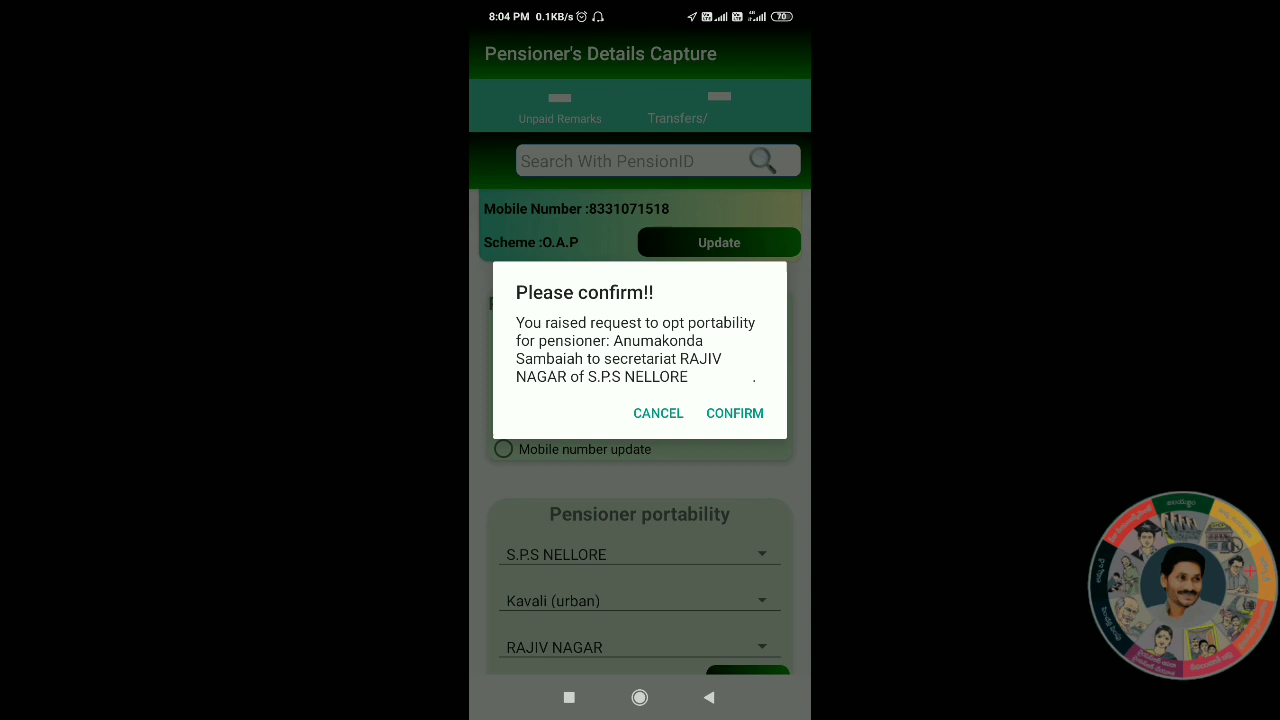 8:04 PM 0.1KB/s
70
Pensioner's Details Capture
Unpaid Remarks
Transfers/
Search With PensionID
Mobile Number :8331071518
Scheme :O.A.P
Update
Please confirm!!
You raised request to opt portability
for pensioner: Anumakonda
Sambaiah to secretariat RAJIV
NAGAR of S.P.S NELLORE .
CANCEL CONFIRM
Mobile number update
Pensioner portability
S.P.S NELLORE
Kavali (urban)
RAJIV NAGAR